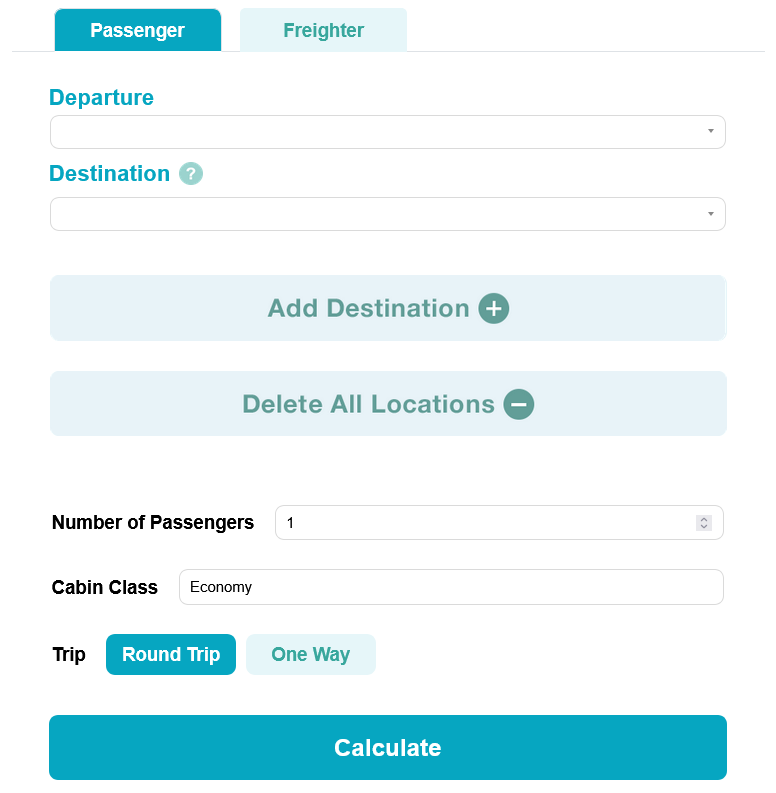 Passenger Freighter
Departure
Destination ?
Add Destination
Delete All Locations
Number of Passengers 1
Cabin Class Economy
Trip Round Trip One Way
Calculate